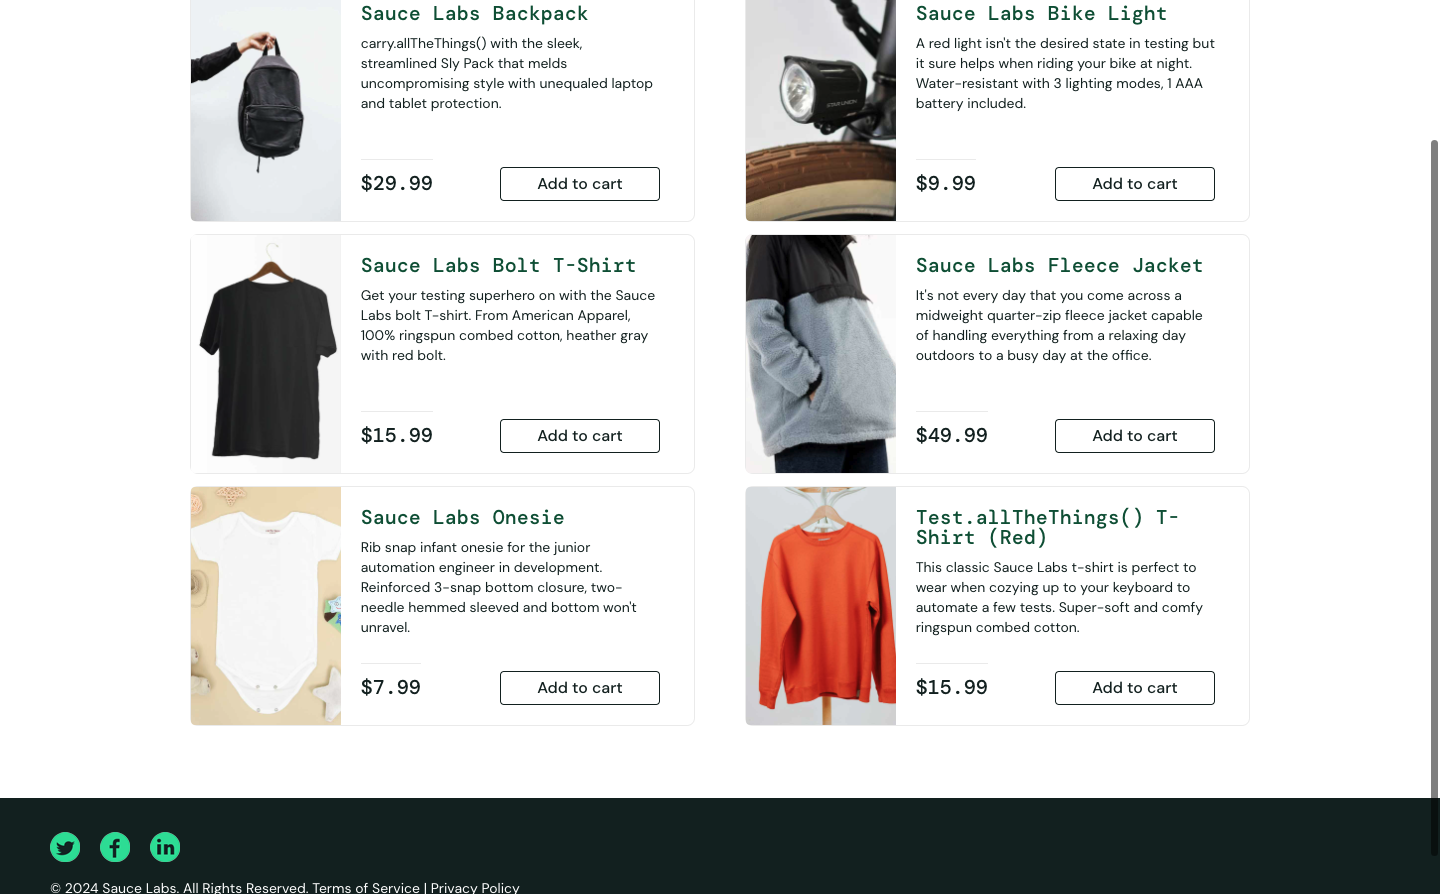 Sauce Labs Backpack
carry.allTheThings() with the sleek,
streamlined Sly Pack that melds
uncompromising style with unequaled laptop
and tablet protection.
$29.99
Add to cart
Sauce Labs Bike Light
A red light isn't the desired state in testing but
it sure helps when riding your bike at night.
Water-resistant with 3 lighting modes, 1 AAA
battery included.
$9.99
Add to cart
Sauce Labs Bolt T-Shirt
Get your testing superhero on with the Sauce
Labs bolt T-shirt. From American Apparel,
100% ringspun combed cotton, heather gray
with red bolt.
$15.99
Add to cart
Sauce Labs Fleece Jacket
It's not every day that you come across a
midweight quarter-zip fleece jacket capable
of handling everything from a relaxing day
outdoors to a busy day at the office.
$49.99
Add to cart
Sauce Labs Onesie
Rib snap infant onesie for the junior
automation engineer in development.
Reinforced 3-snap bottom closure, two-
needle hemmed sleeved and bottom won't
unravel.
$7.99
Add to cart
Test.allTheThings() T-
Shirt (Red)
This classic Sauce Labs t-shirt is perfect to
wear when cozying up to your keyboard to
automate a few tests. Super-soft and comfy
ringspun combed cotton.
$15.99
Add to cart
© 2024 Sauce Labs. All Rights Reserved. Terms of Service | Privacy Policy